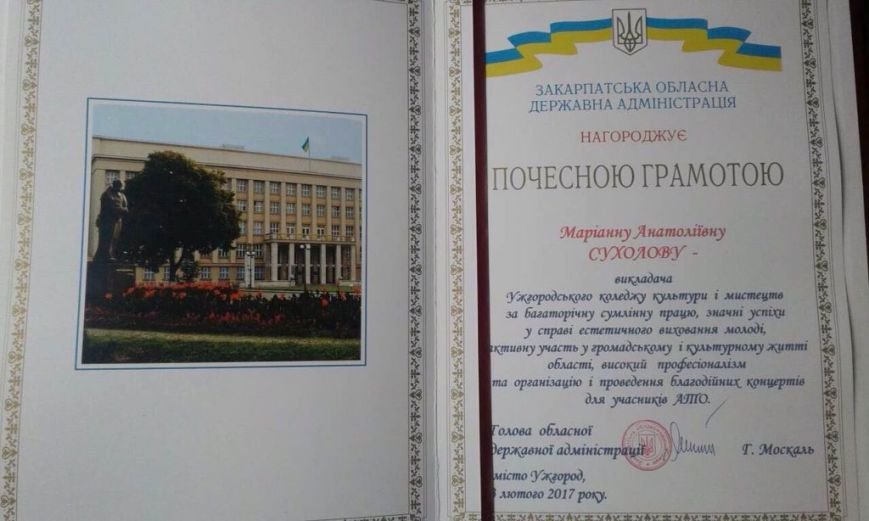 ЗАКАРПАТСЬКА ОБЛАСНА
ДЕРЖАВНА АДМІНІСТРАЦІЯ
НАГОРОДЖУЄ
ПОЧЕСНОЮ ГРАМОТОЮ
Маріанну Анатоліївну
СУХОЛОВУ -
викладача
Ужгородського коледжу культури і мистецтв
за багаторічну сумлінну працю, значні успіхи
у справі естетичного виховання молоді,
активну участь у громадському і культурному житті
області, високий професіоналізм
та організацію і проведення благодійних концертів
для учасників АТО.
Голова обласної
державної адміністрації Г. Москаль
місто Ужгород,
лютого 2017 року.